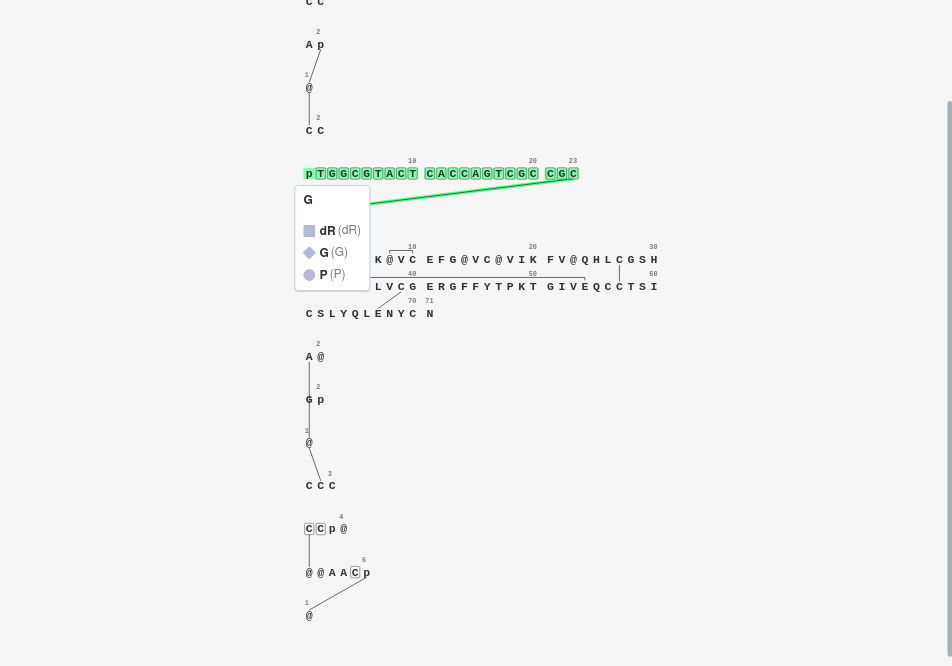 C C
2
A p
1
@
2
C C
10 20 23
p T G G C G T A C T C A C C A G T C G C C G C
G
dR (dR)
G (G)
P (P)
10 20 30
K @ V C E F G @ V C @ V I K F V @ Q H L C G S H
40 50 60
L V C G E R G F F Y T P K T G I V E Q C C T S I
70 71
C S L Y Q L E N Y C N
2
A @
2
G p
1
@
3
C C C
4
C C p @
6
@ @ A A C p
1
@